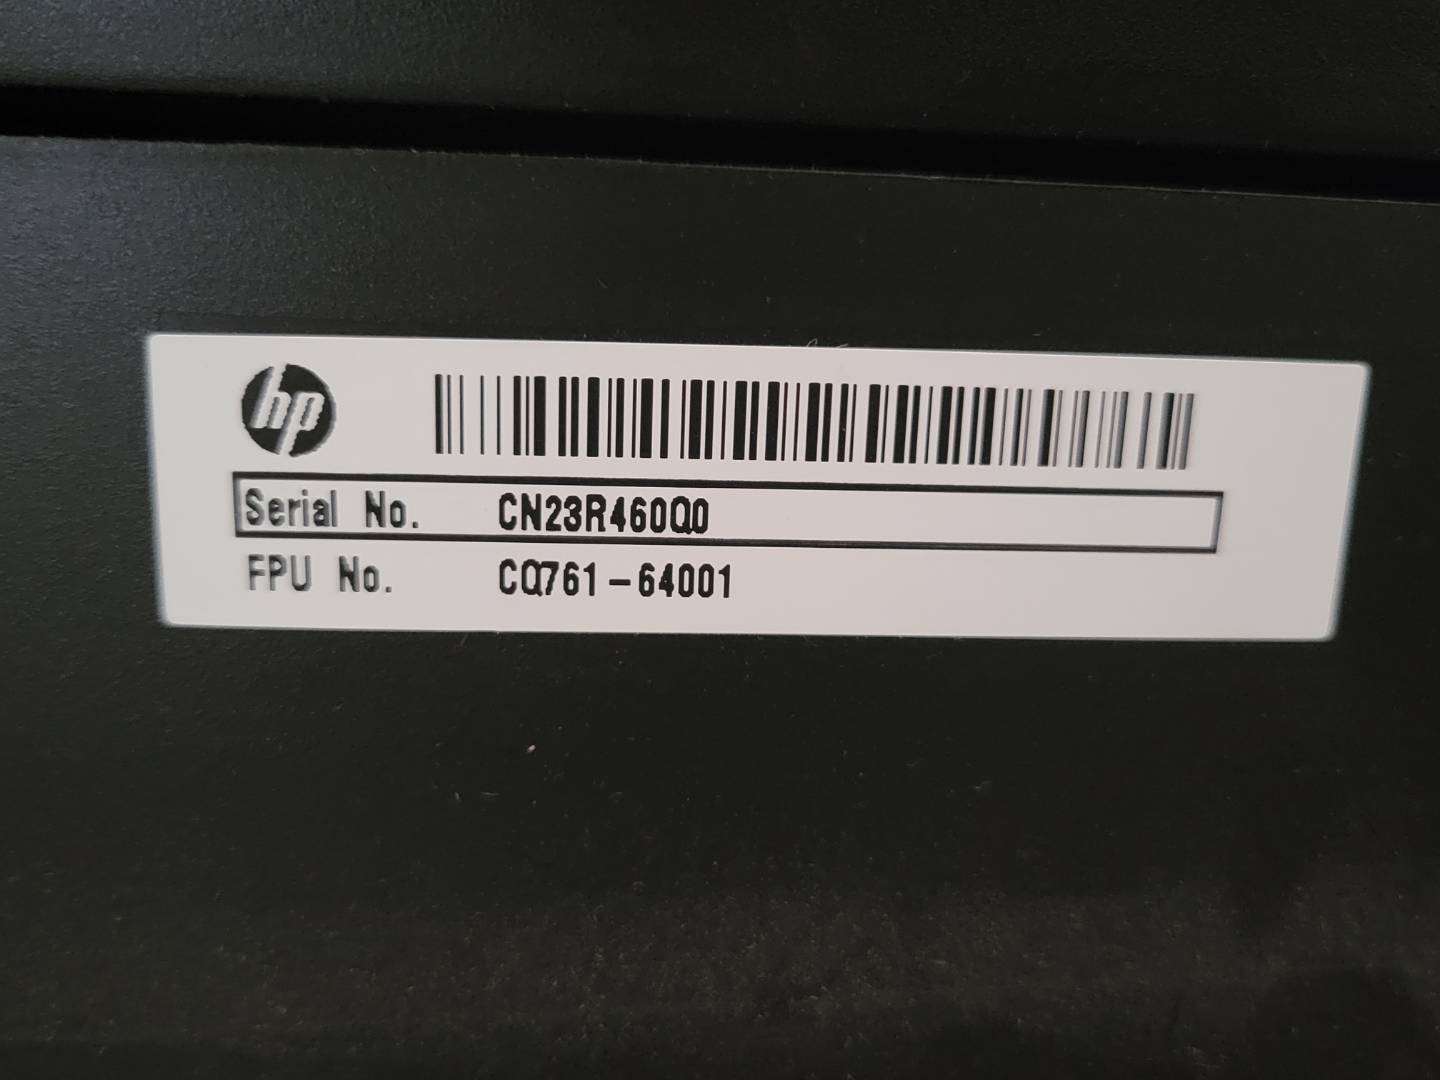 hp
Serial No. CN23R460Q0
FPU No. CQ761-64001